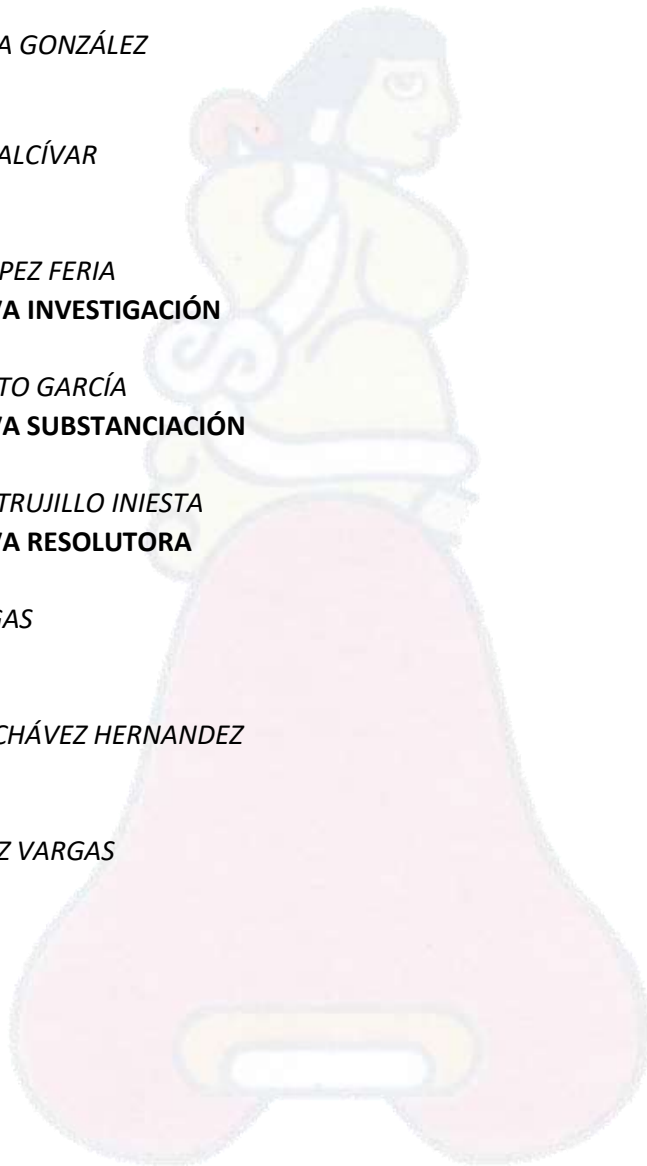 A GONZÁLEZ
ALCÍVAR
PEZ FERIA
VA INVESTIGACIÓN
TO GARCÍA
VA SUBSTANCIACIÓN
TRUJILLO INIESTA
VA RESOLUTORA
GAS
CHÁVEZ HERNANDEZ
Z VARGAS